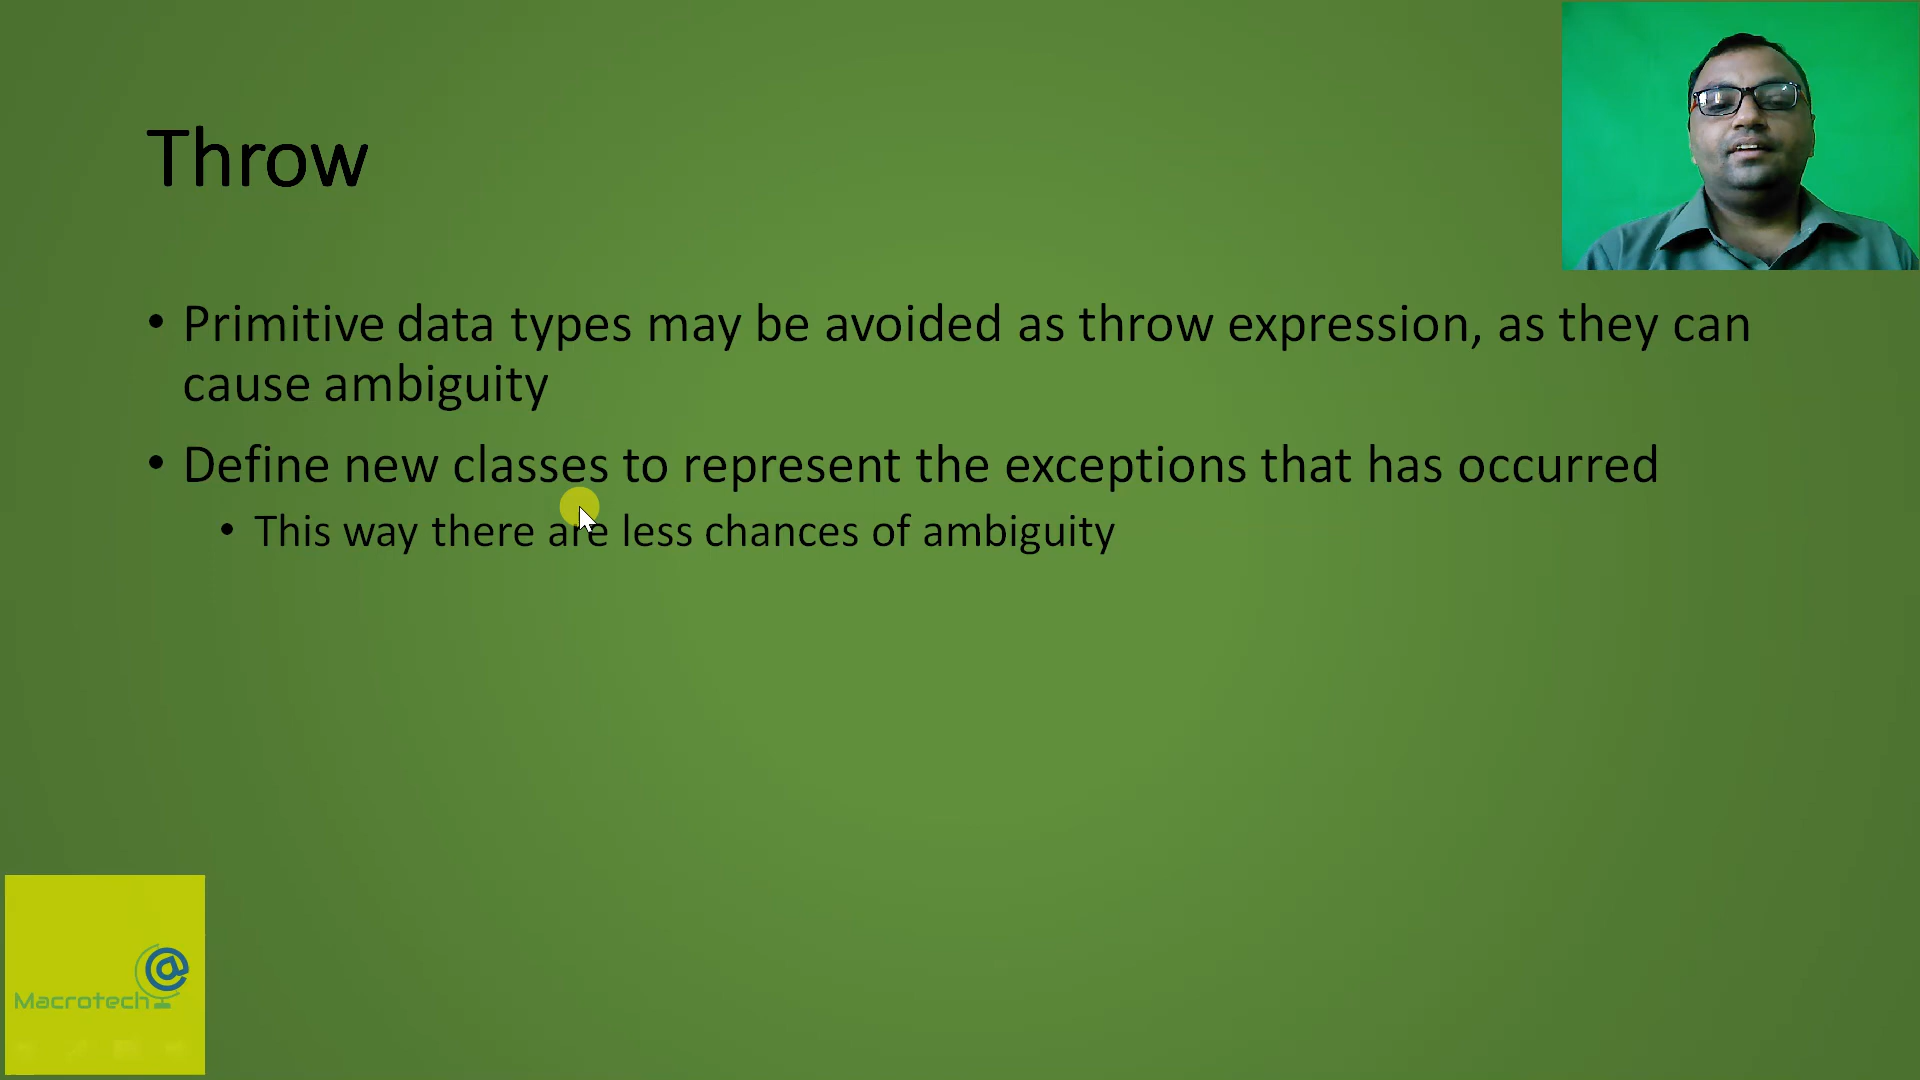 Throw
• Primitive data types may be avoided as throw expression, as they can
cause ambiguity
• Define new classes to represent the exceptions that has occurred
• This way there are less chances of ambiguity
@
Macrotech